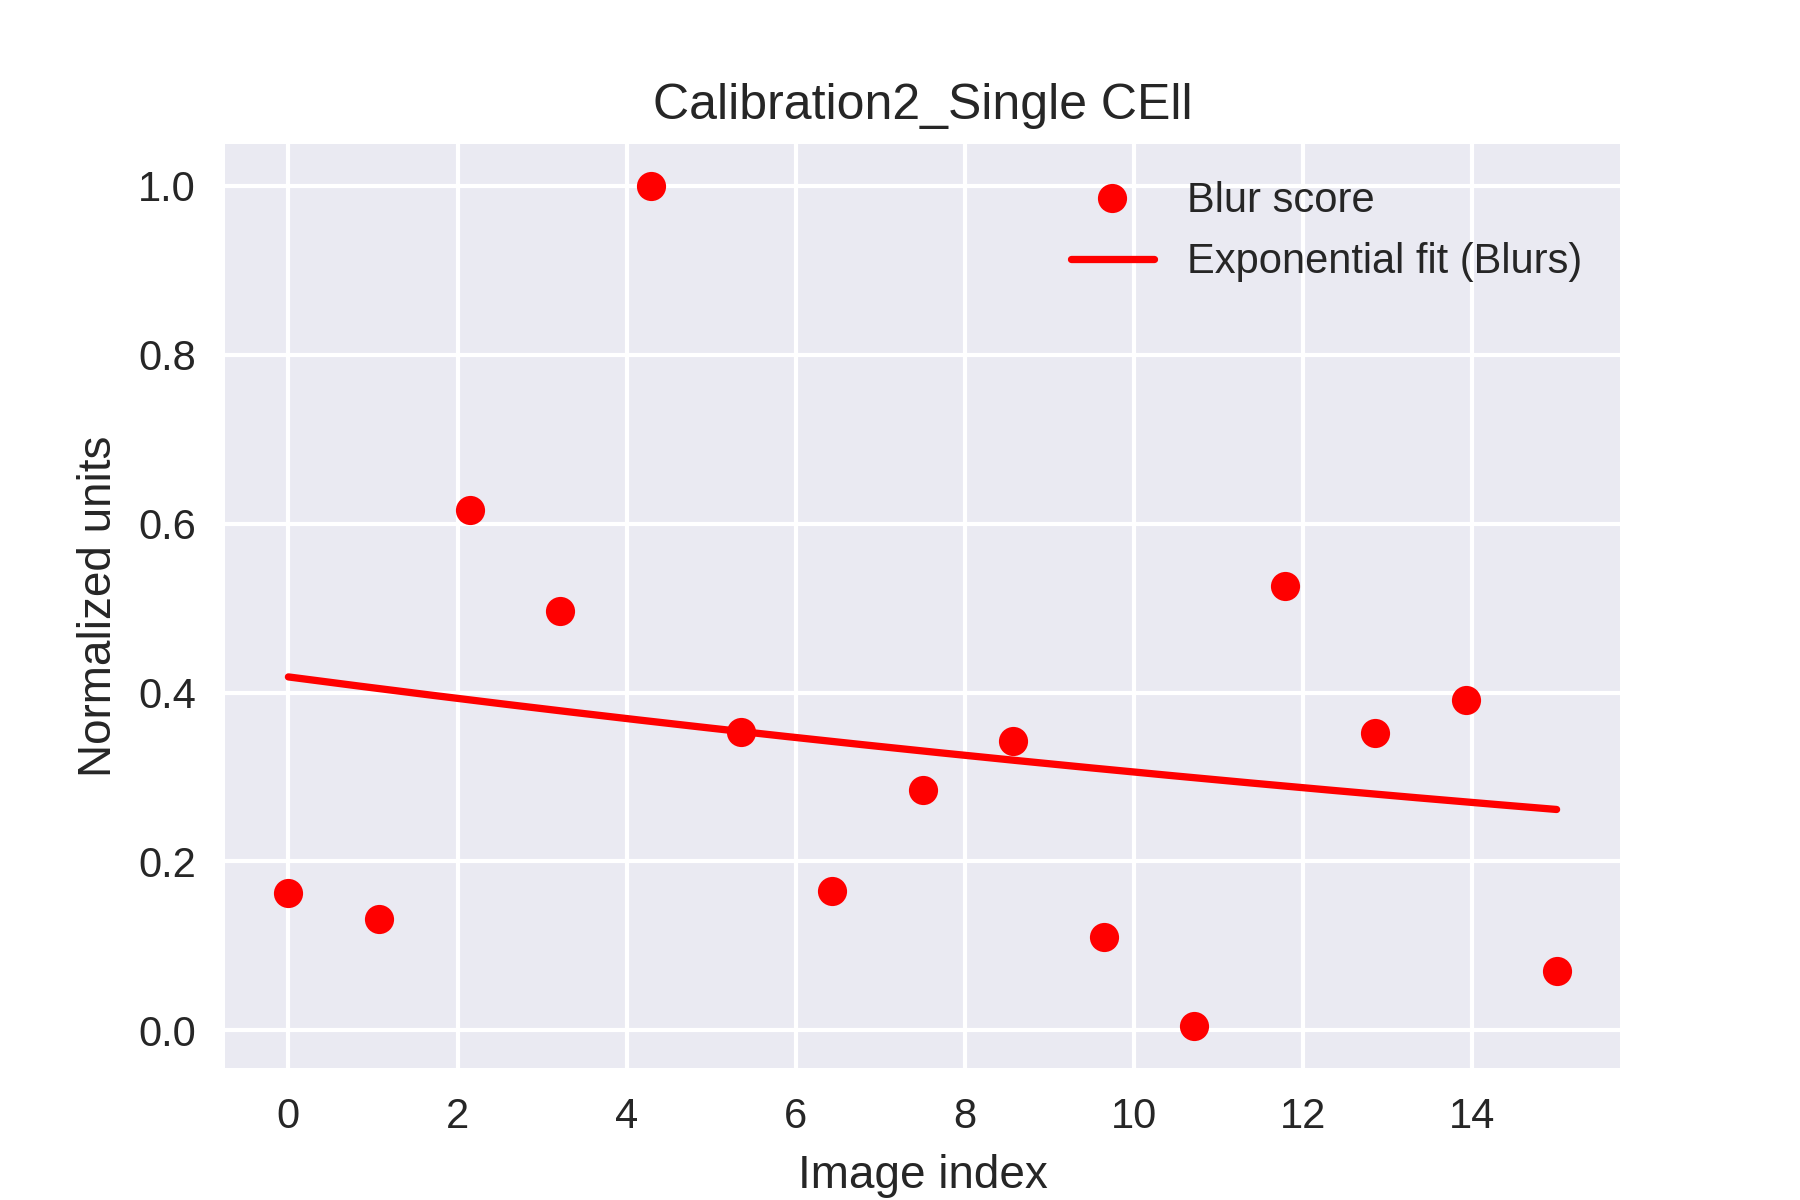 Calibration2_Single CEll
1.0
0.8
0.6
0.4
0.2
0.0
Normalized units
Blur score
Exponential fit (Blurs)
0 2 4 6 8 10 12 14
Image index